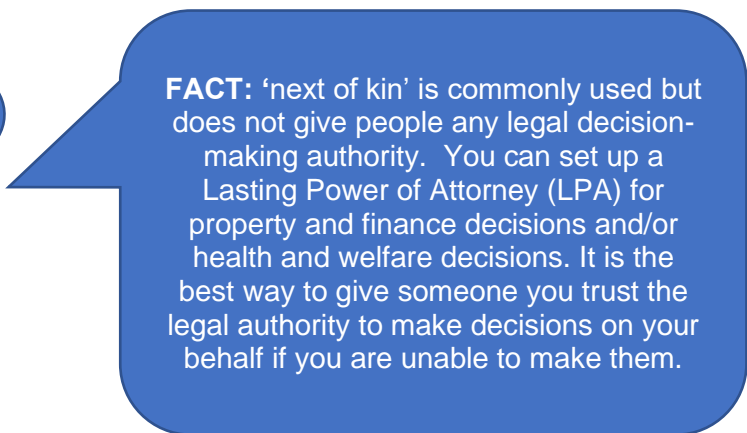 FACT: ‘next of kin’ is commonly used but
does not give people any legal decision-
making authority.  You can set up a
Lasting Power of Attorney (LPA) for
property and finance decisions and/or
health and welfare decisions. It is the
best way to give someone you trust the
legal authority to make decisions on your
behalf if you are unable to make them.